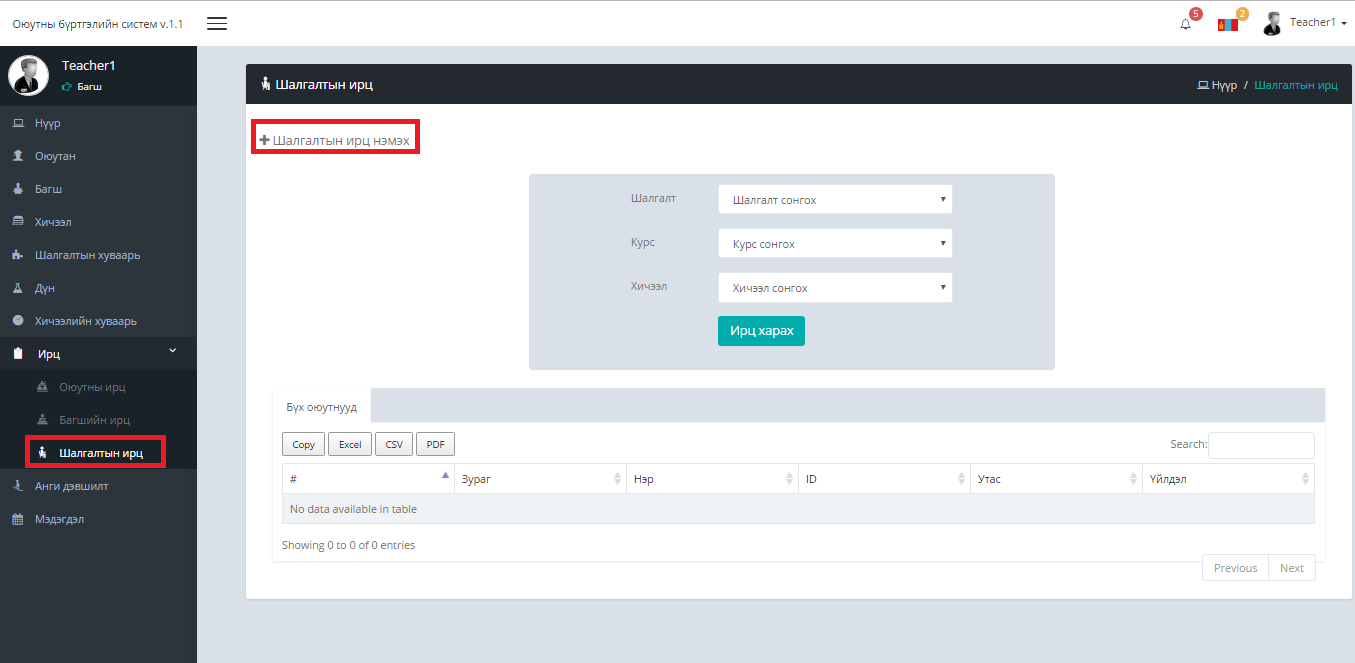 Оюутны бүртгэлийн систем v.1.1
5
2
Teacher1
Teacher1
Багш
Нүүр
Оюутан
Багш
Хичээл
Шалгалтын хуваарь
Дүн
Хичээлийн хуваарь
Ирц
Оюутны ирц
Багшийн ирц
Шалгалтын ирц
Анги дэвшилт
Мэдэгдэл
Шалгалтын ирц
Нүүр / Шалгалтын ирц
+ Шалгалтын ирц нэмэх
Шалгалт Шалгалт сонгох
Курс Курс сонгох
Хичээл Хичээл сонгох
Ирц харах
Бүх оюутнууд
Copy Excel CSV PDF Search:
# Зураг Нэр ID Утас Үйлдэл
No data available in table
Showing 0 to 0 of 0 entries
Previous Next